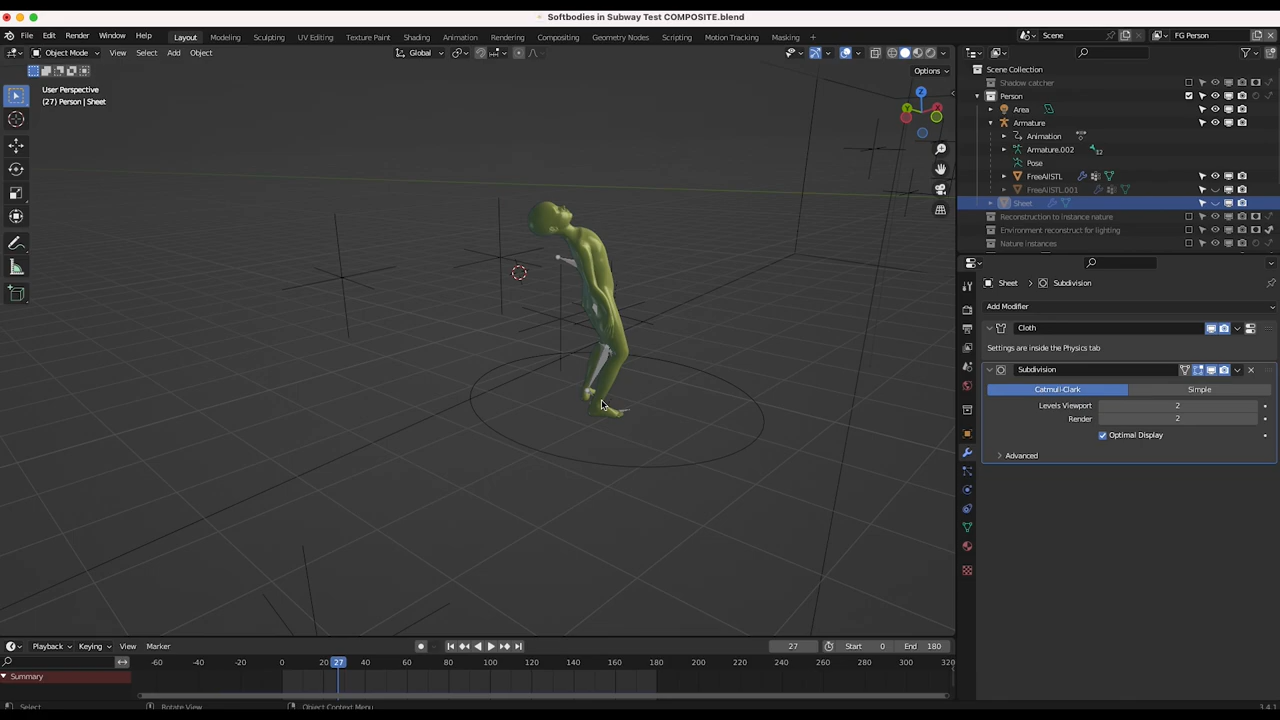 Softbodies in Subway Test COMPOSITE.blend
File Edit Render Window Help Layout Modeling Sculpting UV Editing Texture Paint Shading Animation Rendering Compositing Geometry Nodes Scripting Motion Tracking Masking + Scene FG Person
Object Mode View Select Add Object Global
Options
User Perspective
(27) Person | Sheet
Scene Collection
Shadow catcher
Person
Area
Armature
Animation
Armature.002 12
Pose
FreeAllSTL
FreeAllSTL.001
Sheet
Reconstruction to instance nature
Environment reconstruct for lighting
Nature instances
Sheet > Subdivision
Add Modifier
Cloth
Settings are inside the Physics tab
Subdivision
Catmull-Clark Simple
Levels Viewport 2
Render 2
Optimal Display
Advanced
X
Y
Z
Playback Keying View Marker 27 Start 0 End 180
-60 -40 -20 0 20 27 40 60 80 100 120 140 160 180 200 220 240 260 280 300 320
Summary
Select Rotate View Object Context Menu 3.4.1